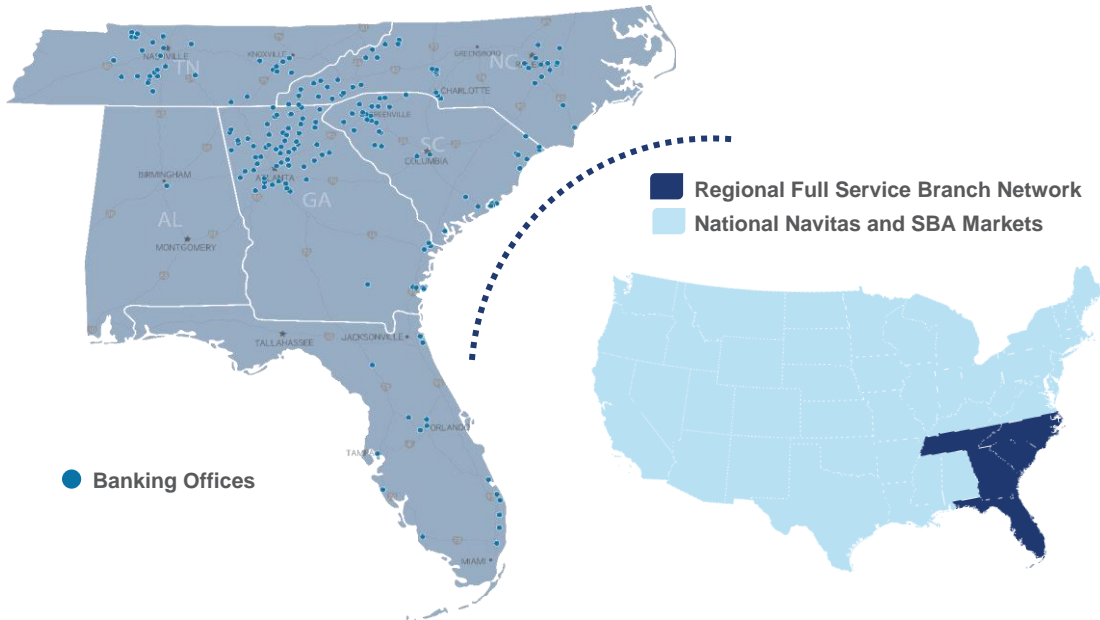 NASHVILLE
TN
KNOXVILLE
GREENSBORO
NC
CHARLOTTE
GREENVILLE
SC
COLUMBIA
BIRMINGHAM
ATLANTA
GA
AL
MONTGOMERY
TALLAHASSEE
JACKSONVILLE
ORLANDO
TAMPA
MIAMI
Banking Offices
Regional Full Service Branch Network
National Navitas and SBA Markets